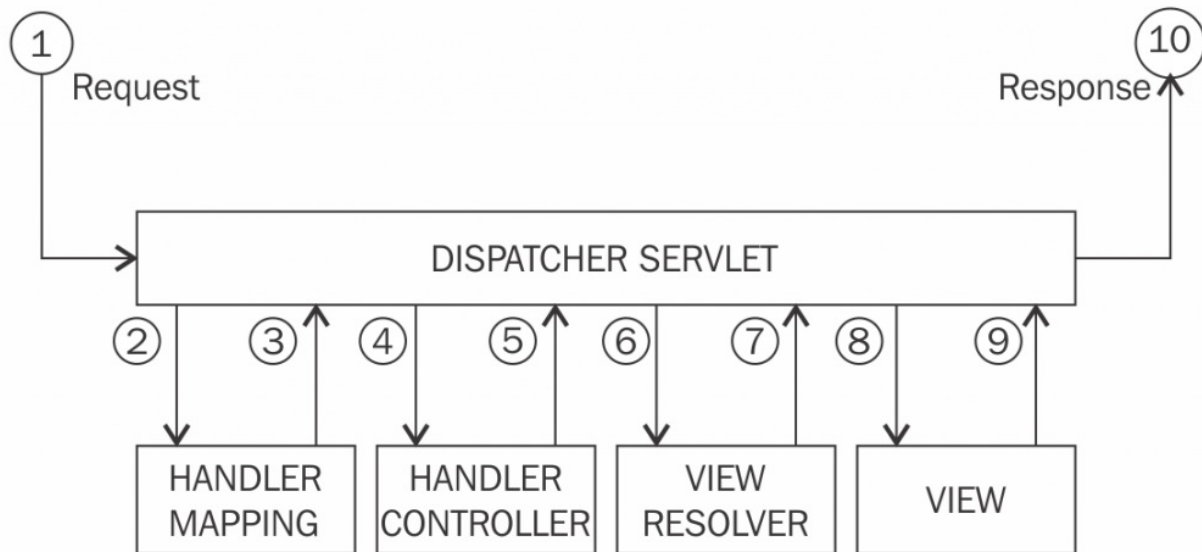 1
10
Request
Response
DISPATCHER SERVLET
2
3
4
5
6
7
8
9
HANDLER
MAPPING
HANDLER
CONTROLLER
VIEW
RESOLVER
VIEW